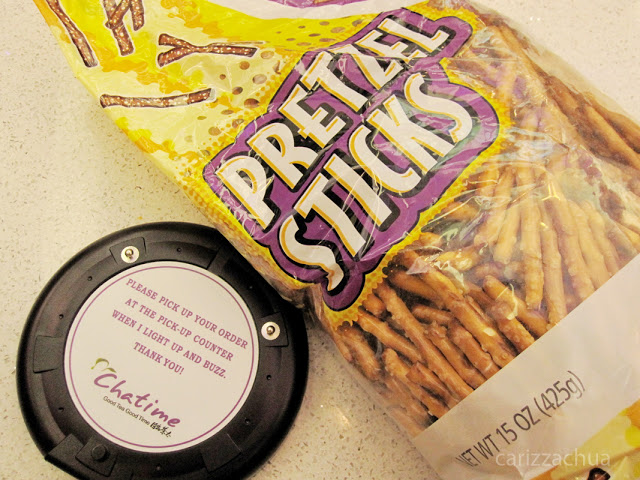 PRETZEL
STICKS
PLEASE PICK UP YOUR ORDER
AT THE PICK-UP COUNTER
WHEN I LIGHT UP AND BUZZ.
THANK YOU!
Chatime
Good Tea Good Time
NET WT 15 OZ (425g)
carizzachua